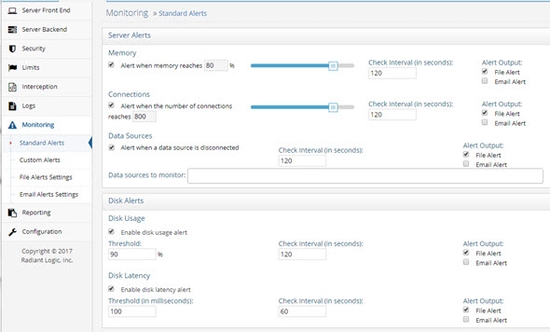 Server Front End
Server Backend
Security
Limits
Interception
Logs
Monitoring
Standard Alerts
Custom Alerts
File Alerts Settings
Email Alerts Settings
Reporting
Configuration
Copyright © 2017
Radiant Logic, Inc.
Monitoring » Standard Alerts
Server Alerts
Memory
Alert when memory reaches 80 %
Check Interval (in seconds):
120
Alert Output:
File Alert
Email Alert
Connections
Alert when the number of connections
reaches 800
Check Interval (in seconds):
120
Alert Output:
File Alert
Email Alert
Data Sources
Alert when a data source is disconnected
Check Interval (in seconds):
120
Alert Output:
File Alert
Email Alert
Data sources to monitor:
Disk Alerts
Disk Usage
Enable disk usage alert
Threshold:
90 %
Check Interval (in seconds):
120
Alert Output:
File Alert
Email Alert
Disk Latency
Enable disk latency alert
Threshold (in milliseconds):
100
Check Interval (in seconds):
60
Alert Output:
File Alert
Email Alert